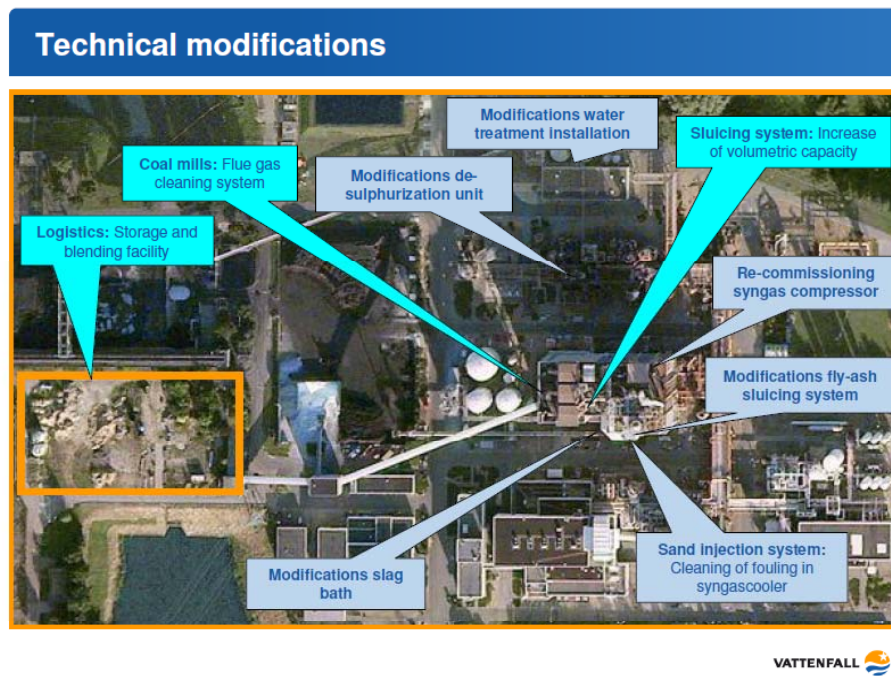 Technical modifications
Modifications water
treatment installation
Sluicing system: Increase
of volumetric capacity
Coal mills: Flue gas
cleaning system
Modifications de-
sulphurization unit
Logistics: Storage and
blending facility
Re-commissioning
syngas compressor
Modifications fly-ash
sluicing system
Modifications slag
bath
Sand injection system:
Cleaning of fouling in
syngascooler
VATTENFALL